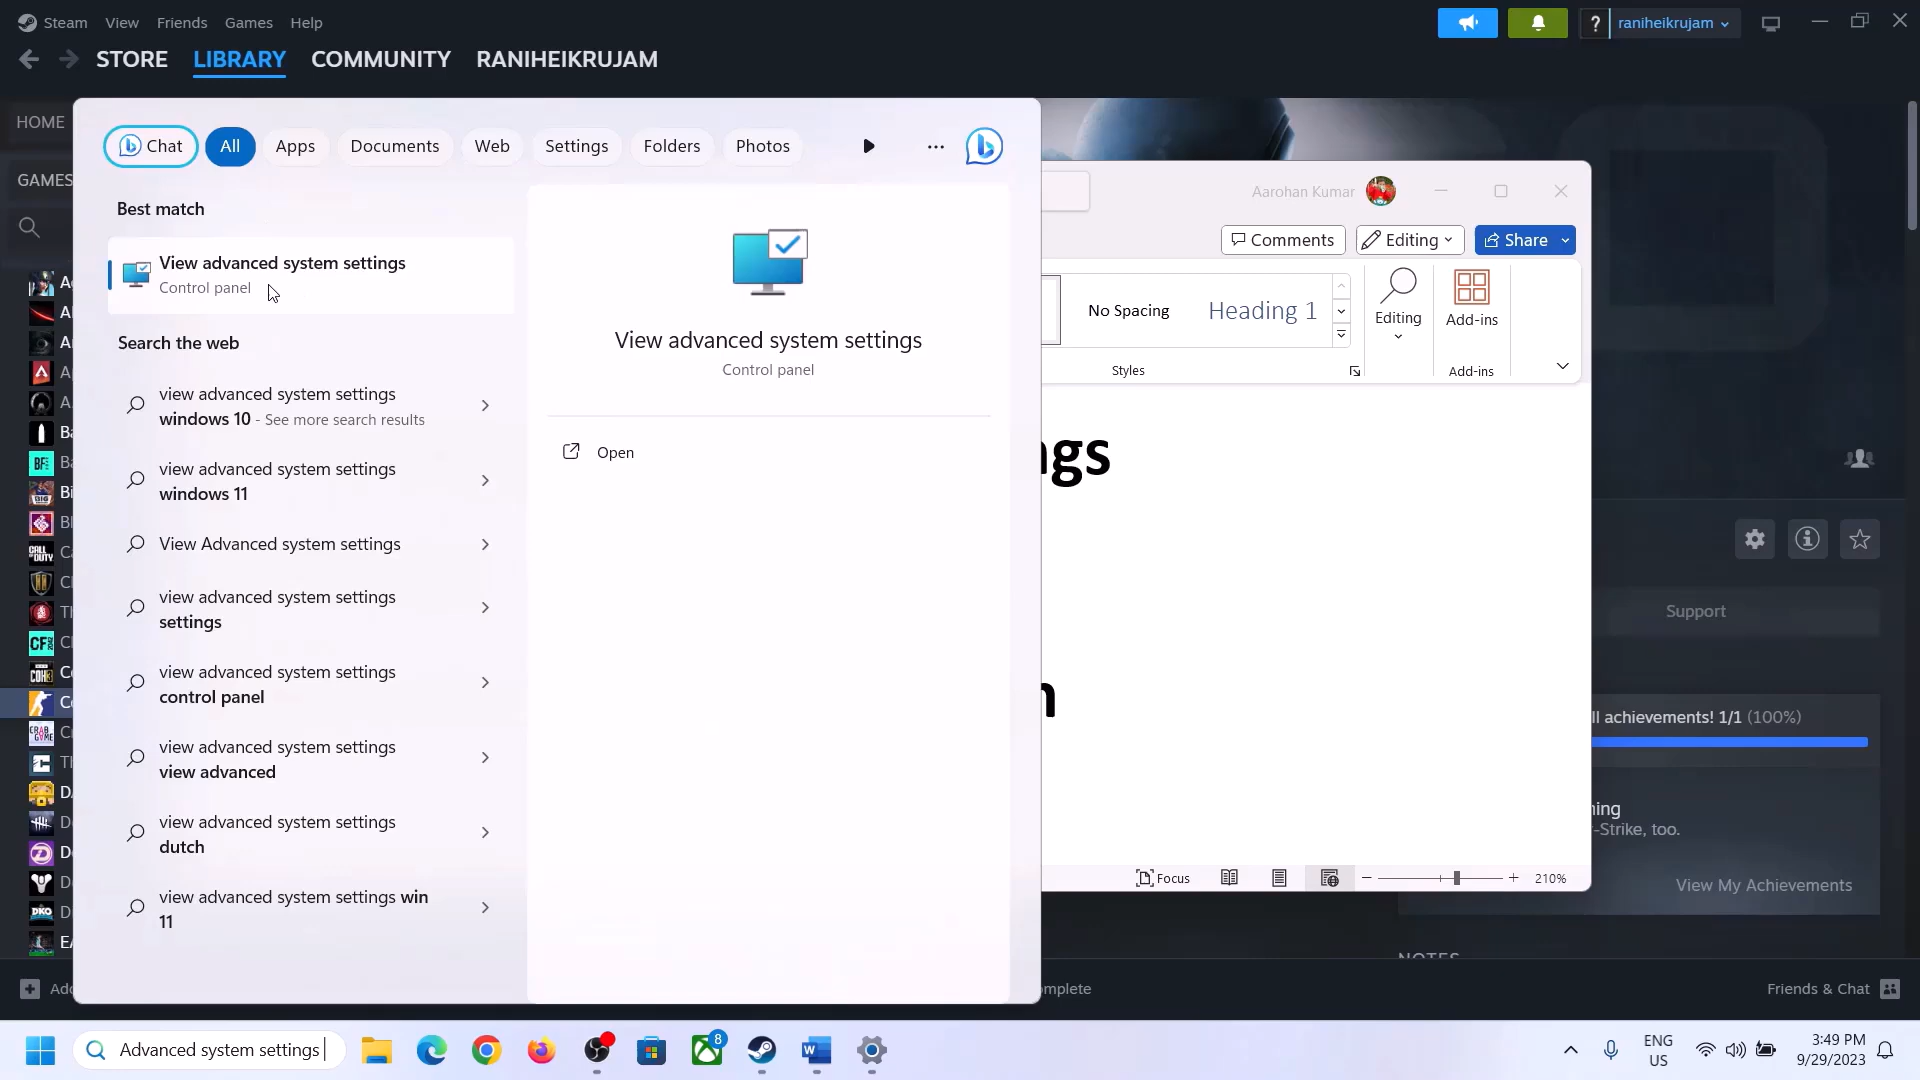 Steam View Friends Games Help
raniheikrujam
STORE LIBRARY COMMUNITY RANIHEIKRUJAM
HOME
GAMES
Chat All Apps Documents Web Settings Folders Photos
Best match
View advanced system settings
Control panel
Search the web
view advanced system settings
windows 10 - See more search results
view advanced system settings
windows 11
View Advanced system settings
view advanced system settings
settings
view advanced system settings
control panel
view advanced system settings
view advanced
view advanced system settings
dutch
view advanced system settings win
11
View advanced system settings
Control panel
Open
Aarohan Kumar
Comments Editing Share
No Spacing Heading 1
Editing
Add-ins
Styles
Add-ins
ngs
n
Focus
210%
Support
ll achievements! 1/1 (100%)
ning
-Strike, too.
View My Achievements
NOTES
Add
mplete
Friends & Chat
Advanced system settings
8
ENG
US
3:49 PM
9/29/2023